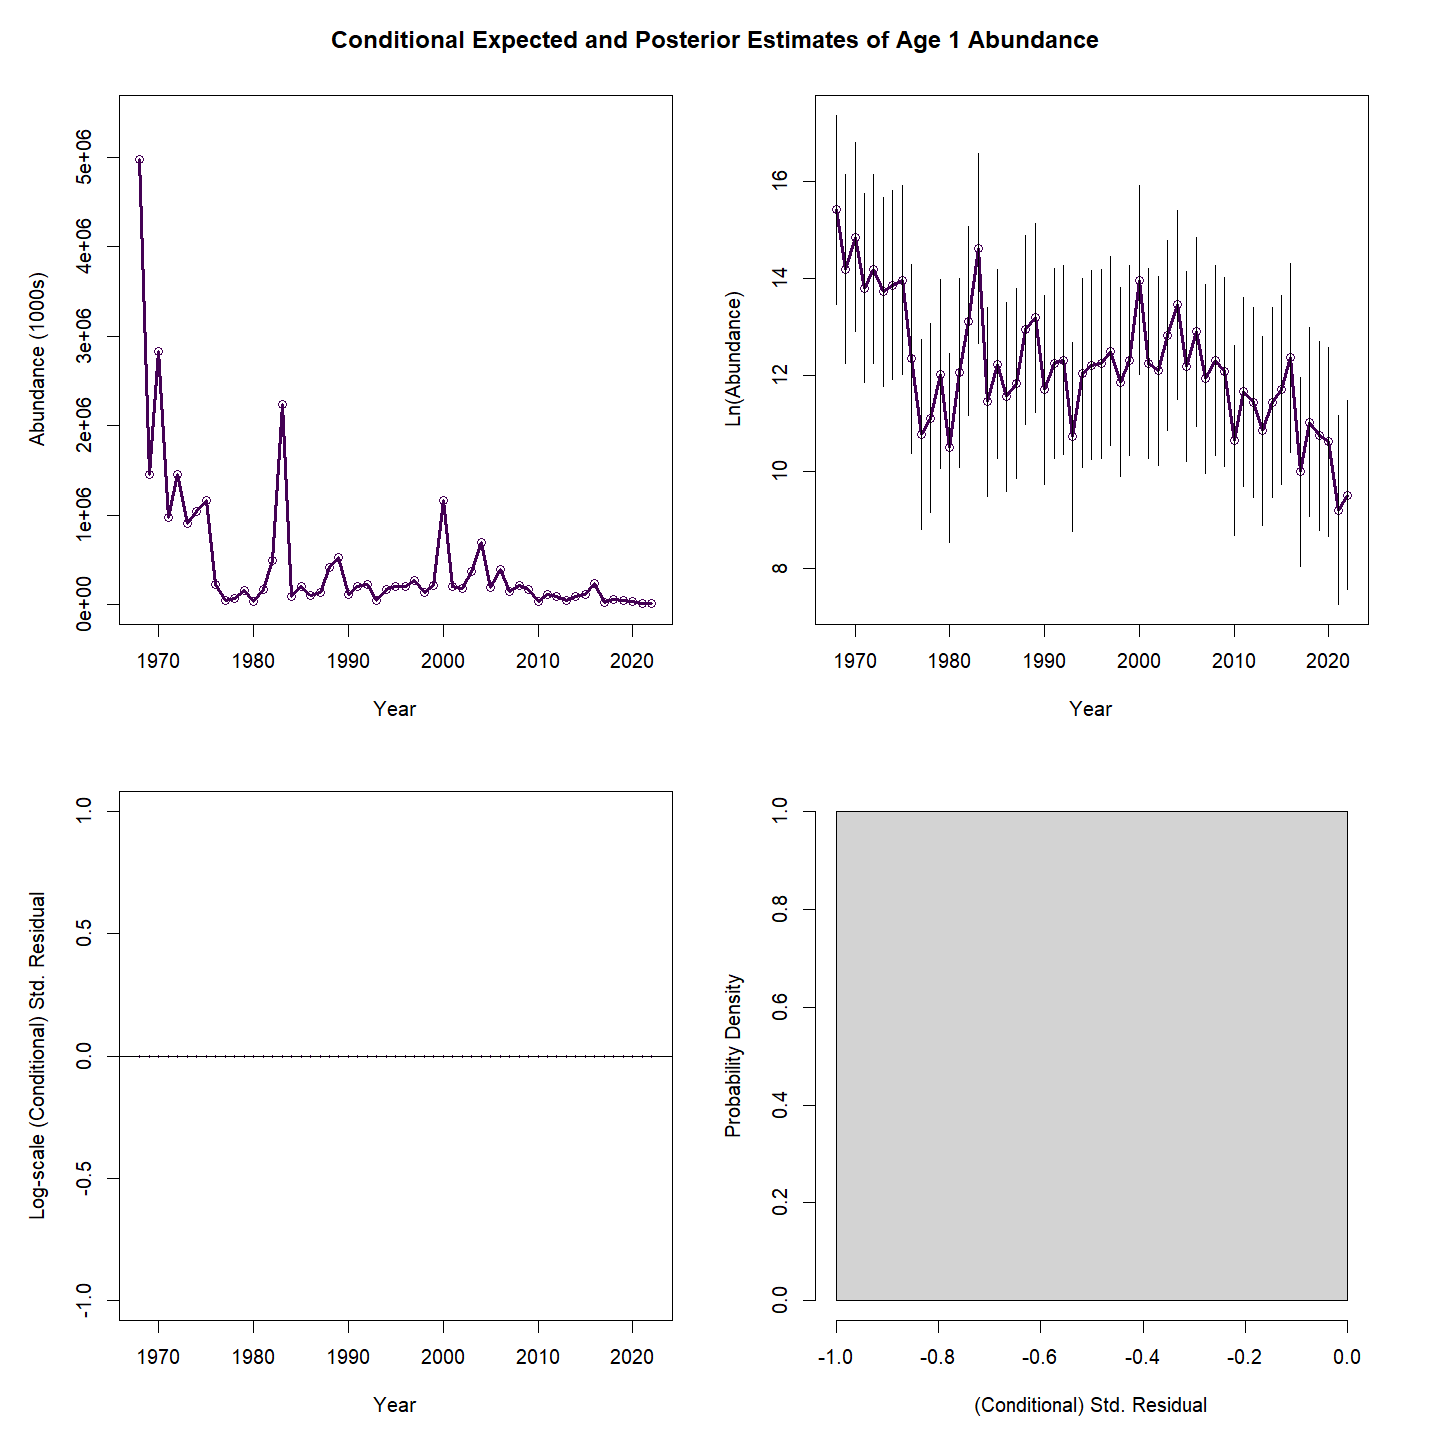 Conditional Expected and Posterior Estimates of Age 1 Abundance
Abundance (1000s)
5e+06
4e+06
3e+06
2e+06
1e+06
0e+00
1970 1980 1990 2000 2010 2020
Year
Ln(Abundance)
16
14
12
10
8
1970 1980 1990 2000 2010 2020
Year
Log-scale (Conditional) Std. Residual
1.0
0.5
0.0
-0.5
-1.0
1970 1980 1990 2000 2010 2020
Year
Probability Density
1.0
0.8
0.6
0.4
0.2
0.0
-1.0 -0.8 -0.6 -0.4 -0.2 0.0
(Conditional) Std. Residual